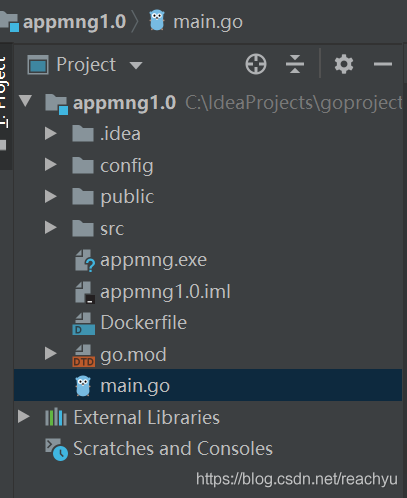 appmng1.0 main.go
1: Project
Project
appmng1.0 C:\IdeaProjects\goproject
.idea
config
public
src
appmng.exe
appmng1.0.iml
D Dockerfile
DTD go.mod
main.go
External Libraries
Scratches and Consoles
https://blog.csdn.net/reachyu